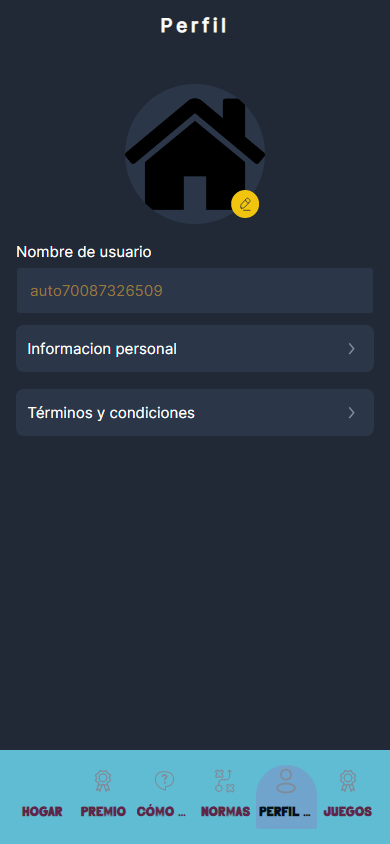 Perfil
Nombre de usuario
auto70087326509
Informacion personal
Términos y condiciones
HOGAR PREMIO CÓMO ... NORMAS PERFIL ... JUEGOS